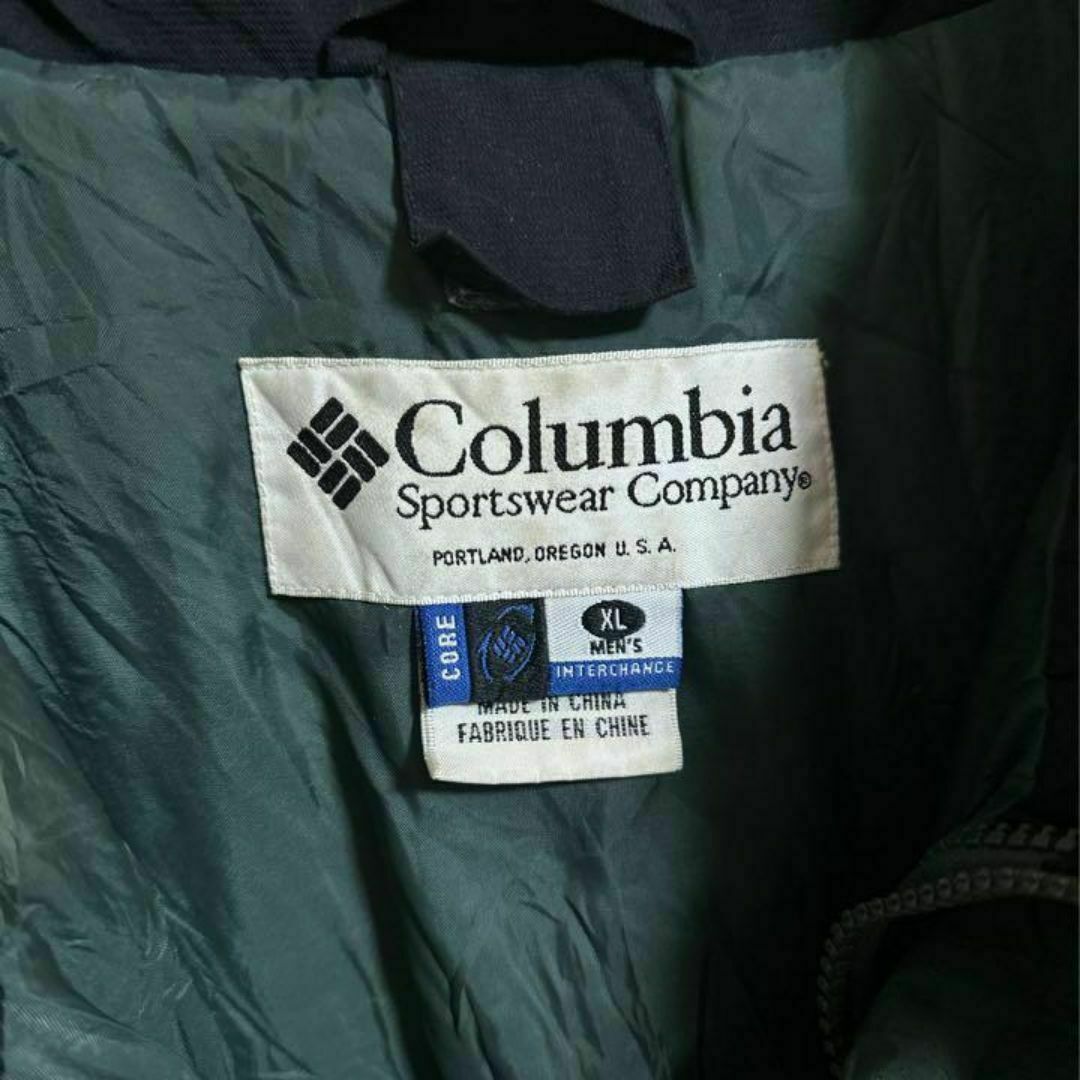 Columbia
Sportswear Company®
PORTLAND, OREGON U.S.A.
CORE
XL
MEN'S
INTERCHANGE
MADE IN CHINA
FABRIQUE EN CHINE